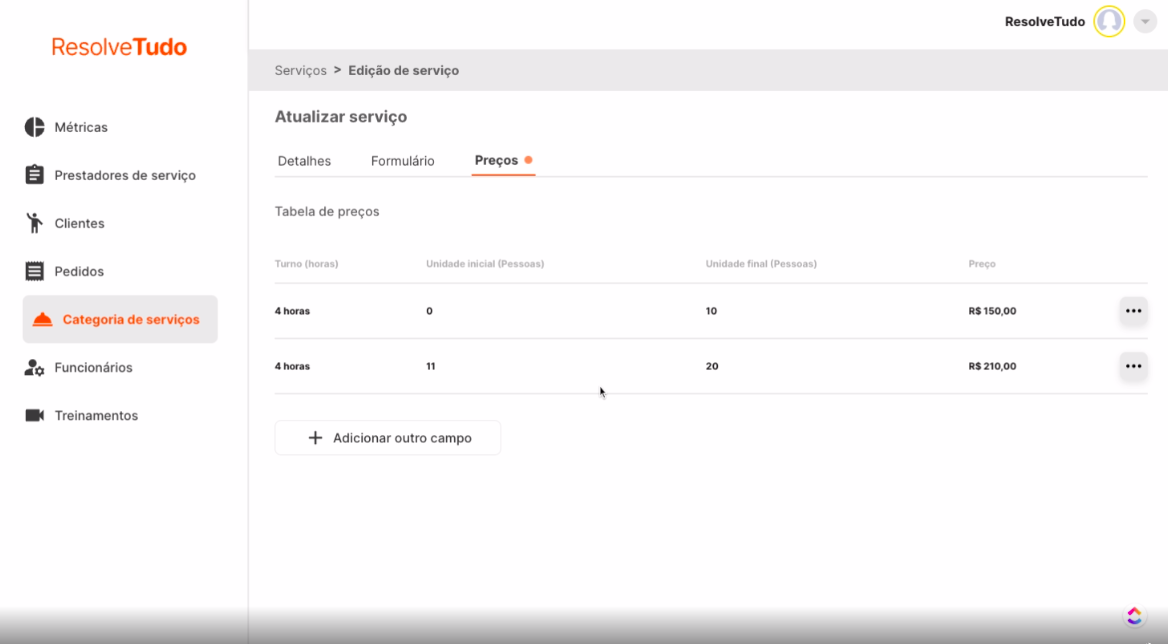 ResolveTudo
ResolveTudo
Serviços > Edição de serviço
Métricas
Prestadores de serviço
Clientes
Pedidos
Categoria de serviços
Funcionários
Treinamentos
Atualizar serviço
Detalhes Formulário Preços
Tabela de preços
Turno (horas) Unidade inicial (Pessoas) Unidade final (Pessoas) Preço
4 horas 0 10 R$ 150,00
4 horas 11 20 R$ 210,00
+ Adicionar outro campo